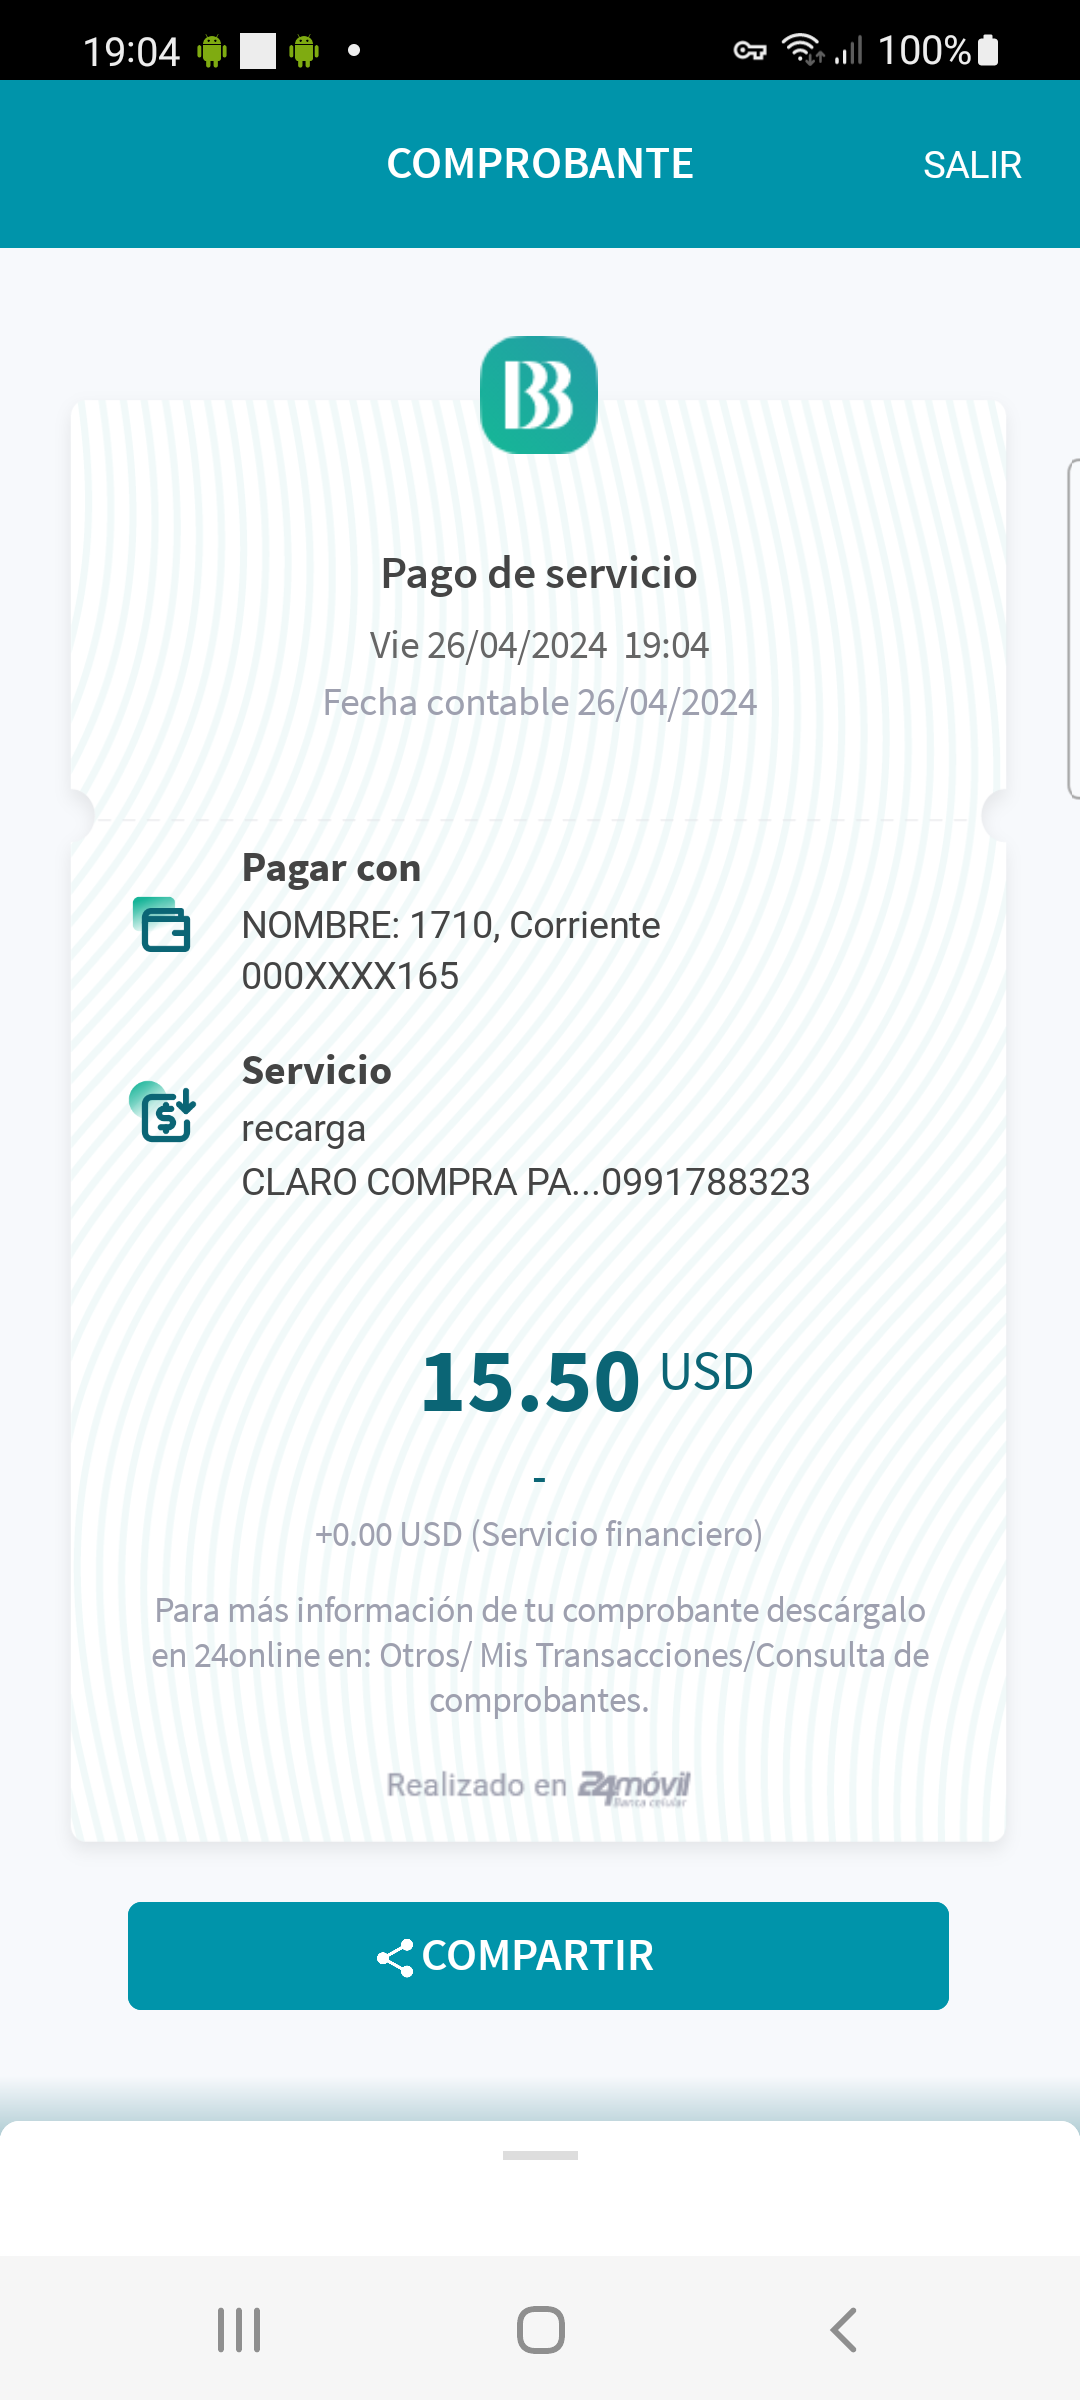 19:04
100%
COMPROBANTE
SALIR
Pago de servicio
Vie 26/04/2024 19:04
Fecha contable 26/04/2024
Pagar con
NOMBRE: 1710, Corriente
000XXXX165
Servicio
recarga
CLARO COMPRA PA...0991788323
15.50 USD
-
+0.00 USD (Servicio financiero)
Para más información de tu comprobante descárgalo
en 24online en: Otros/ Mis Transacciones/Consulta de
comprobantes.
Realizado en 24móvil
Banca celular
COMPARTIR